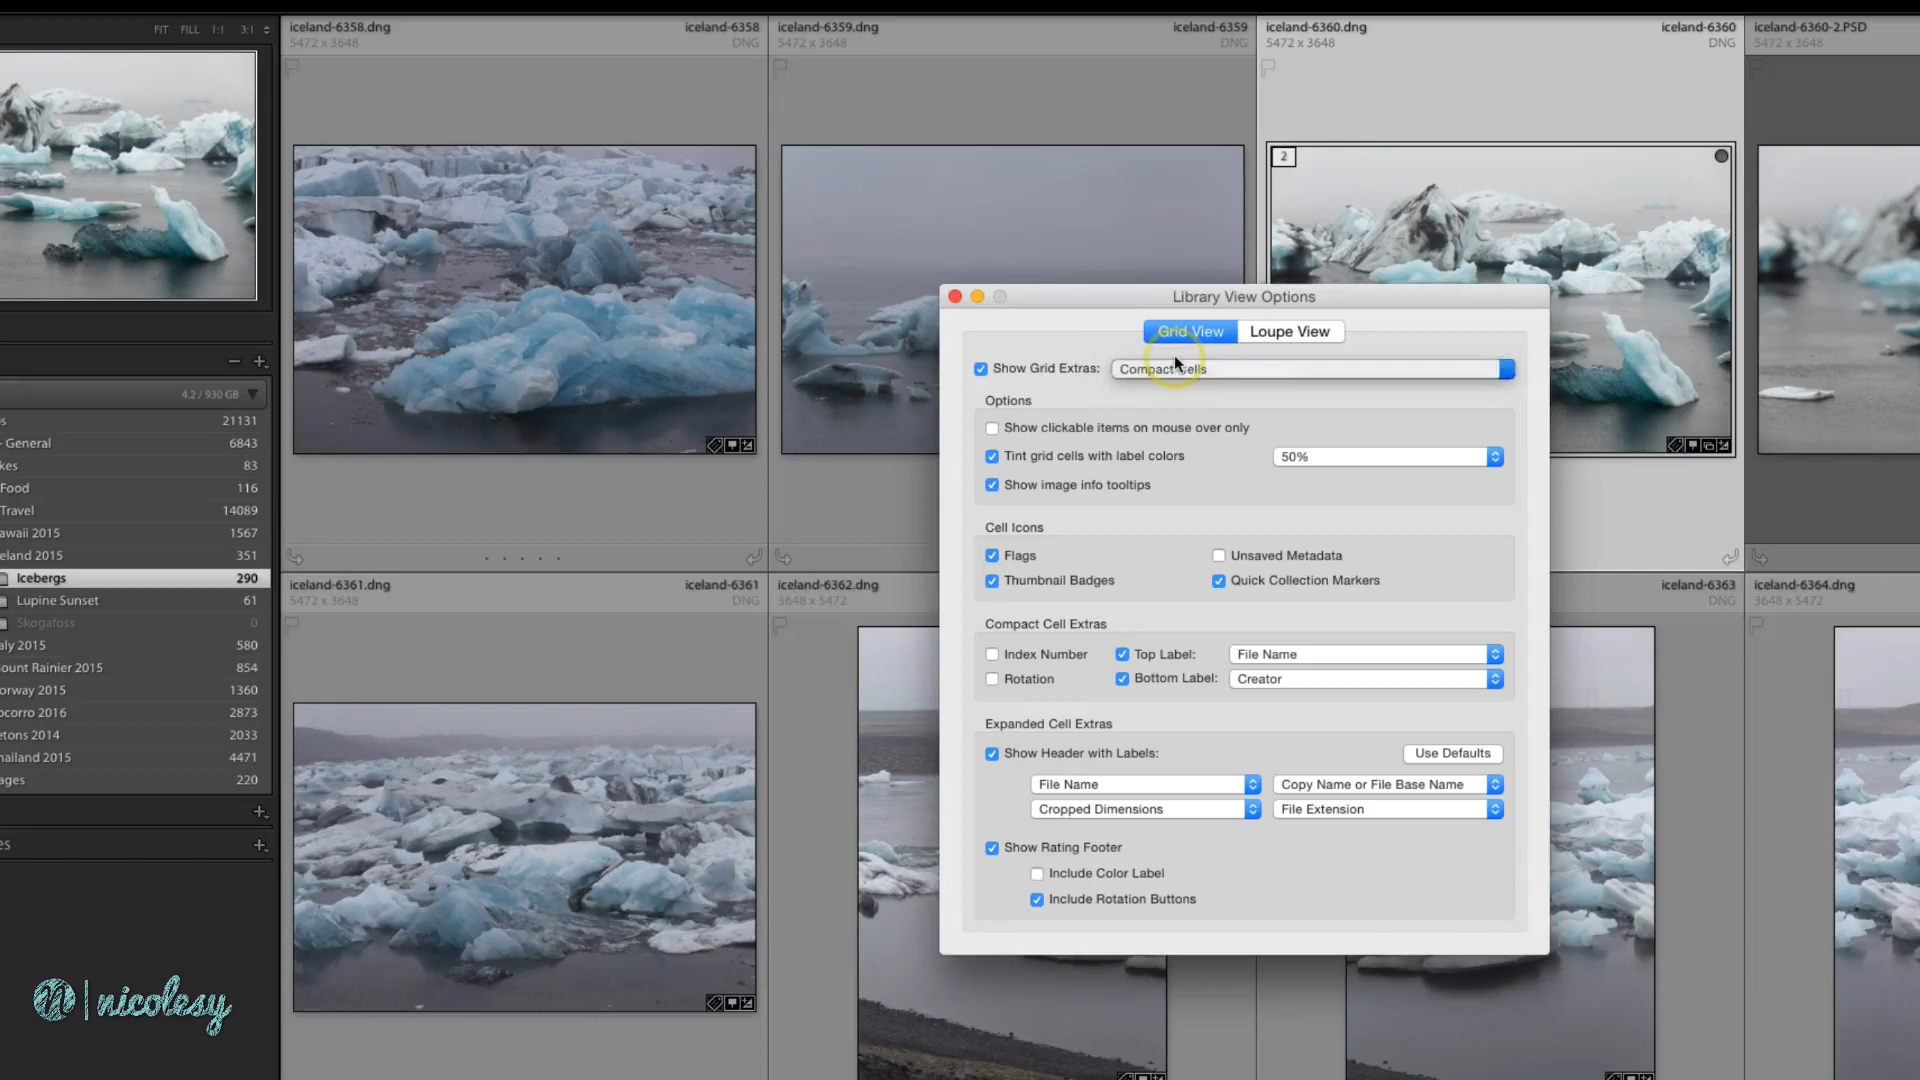 FIT FILL 1:1 3:1
iceland-6358.dng iceland-6358
5472 x 3648 DNG
iceland-6359.dng iceland-6359
5472 x 3648 DNG
iceland-6360.dng iceland-6360
5472 x 3648 DNG
iceland-6360-2.PSD
5472 x 3648
2
4.2 / 930 GB
s 21131
- General 6843
kes 83
Food 116
Travel 14089
awaii 2015 1567
eland 2015 351
Icebergs 290
Lupine Sunset 61
Skogafoss 0
aly 2015 580
ount Rainier 2015 854
orway 2015 1360
ocorro 2016 2873
etons 2014 2033
hailand 2015 4471
ages 220
es
iceland-6361.dng iceland-6361
5472 x 3648 DNG
iceland-6362.dng
3648 x 5472
iceland-6363
DNG
iceland-6364.dng
3648 x 5472
Library View Options
Grid View Loupe View
Show Grid Extras: Compact Cells
Options
Show clickable items on mouse over only
Tint grid cells with label colors 50%
Show image info tooltips
Cell Icons
Flags Unsaved Metadata
Thumbnail Badges Quick Collection Markers
Compact Cell Extras
Index Number Top Label: File Name
Rotation Bottom Label: Creator
Expanded Cell Extras
Show Header with Labels: Use Defaults
File Name Copy Name or File Base Name
Cropped Dimensions File Extension
Show Rating Footer
Include Color Label
Include Rotation Buttons
n | nicolesy